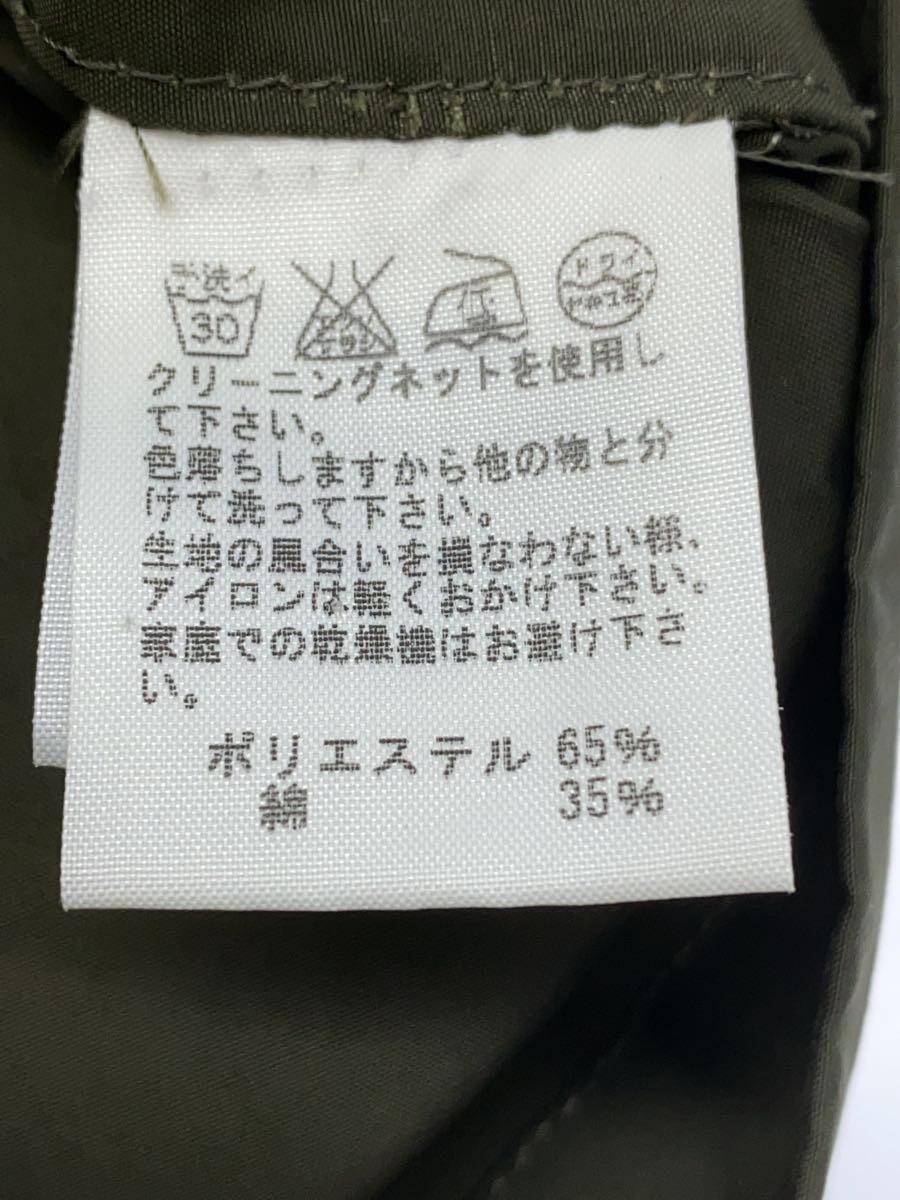 手洗イ
30
エンソ
サラシ
中
ドライ
セキユ系
クリーニングネットを使用し
て下さい。
色落ちしますから他の物と分
けて洗って下さい。
生地の風合いを損なわない様、
アイロンは軽くおかけ下さい。
家庭での乾燥機はお避け下さ
い。
ポリエステル 65%
綿 35%